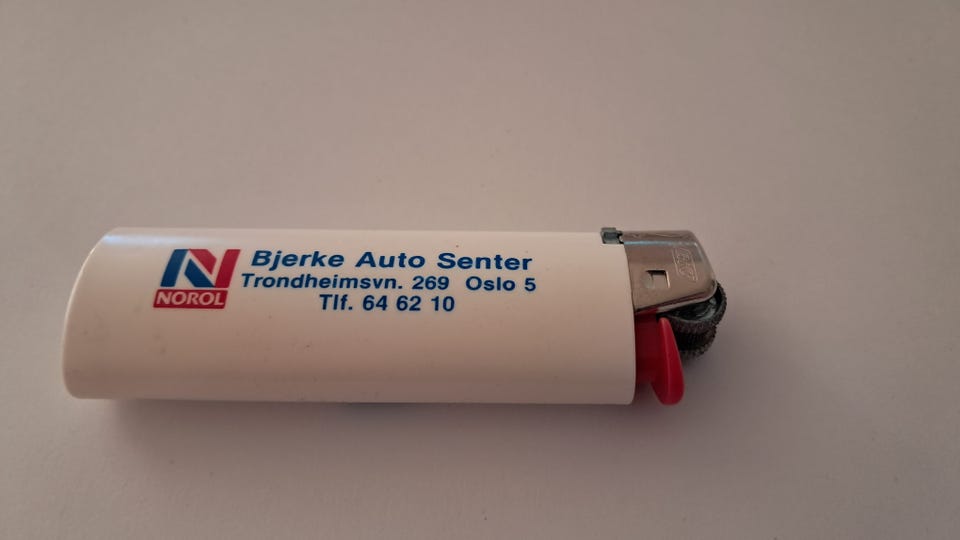 NOROL
Bjerke Auto Senter
Trondheimsvn. 269 Oslo 5
Tlf. 64 62 10